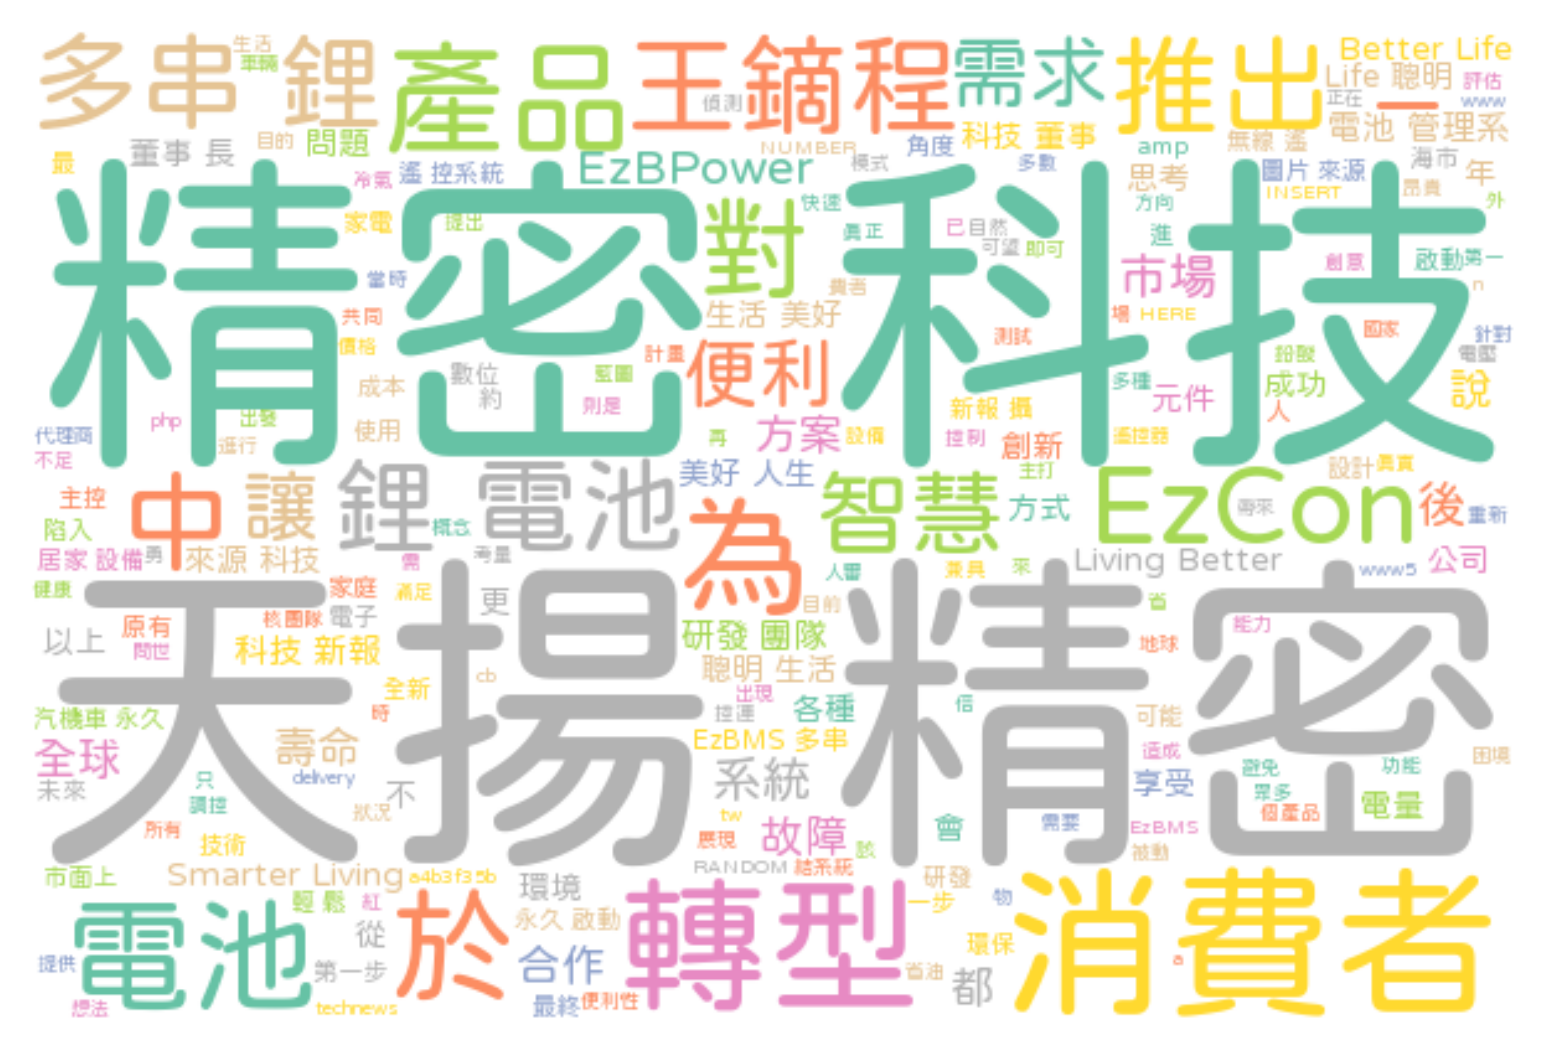 多串 鋰
生活
車輛
產品
王鏑程
偵測
需求
推出
Better Life
Life 聰明
評估
正在
www
一
電池 管理系
董事 長
目的
問題
NUMBER
角度
科技 董事
amp
無線 遙
海市
最
冷氣
遙 控系統
EzBPower
模式
多數
思考
圖片 來源
年
INSERT
昂貴
精密 科技
家電
提出
對
快速
真正
已
自然
可望
即可
方向
進
外
當時
市場
創意
啟動
第一
n
共同
生活 美好
貴者
場
HERE
測試
國家
針對
價格
計畫
便利
鉛酸
電壓
成本
數位
約
藍圖
多種
元件
成功
說
php
出發
則是
新報 攝
人
代理商
使用
進行
再
方案
設備
控制
創新
遙控器
不足
主控
中
讓
鋰 電池
美好 人生
智慧
主打
方式
EzCon
帶來
設計
真實
後
重新
陷入
概念
為
居家 設備
勇
來源 科技
需
考量
人審
兼具
來
Living Better
www5
公司
健康
天揚 精密
家庭
滿足
更
目前
省
以上
原有
核團隊
電子
研發 團隊
能力
問世
科技 新報
聰明 生活
地球
cb
全新
出現
汽機車 永久
時
控運
各種
信
可能
全球
壽命
EzBMS 多串
造成
困境
未來
只
delivery
不
系統
享受
避免
功能
調控
眾多
狀況
tw
個產品
電量
所有
技術
展現
故障
會
需要
EzBMS
該
被動
市面上
Smarter Living
a4b3f35b
環境
RANDOM
結系統
研發
電池
輕 鬆
紅
於
永久 啟動
轉型
一步
物
消費者
從
環保
提供
第一步
合作
省油
都
a
想法
technews
最終
便利性